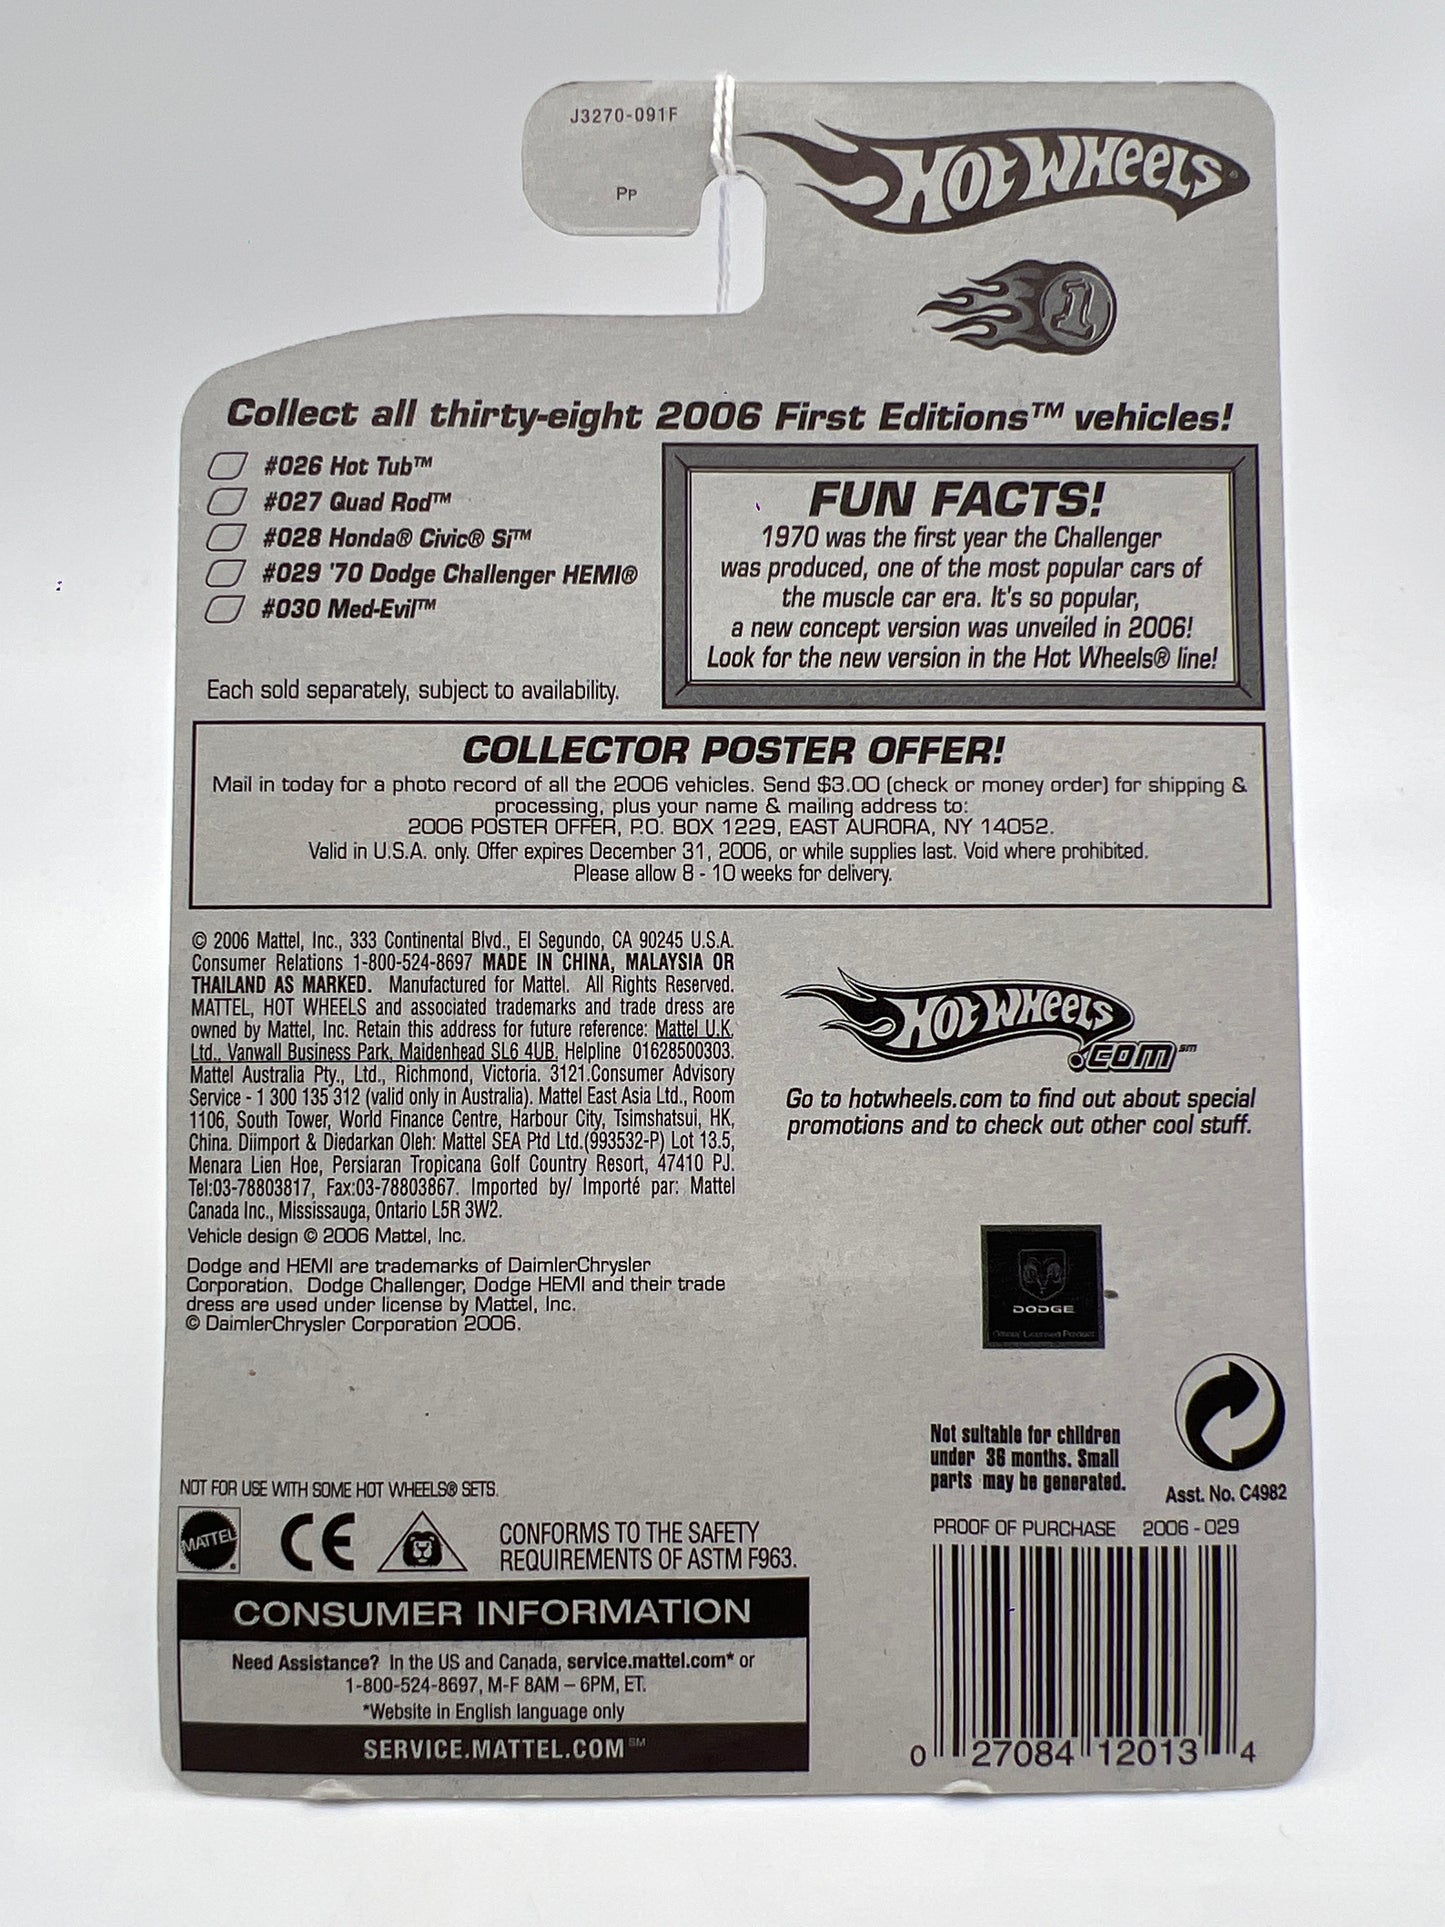 J3270-091F
Pp
Hot Wheels
1
Collect all thirty-eight 2006 First Editions™ vehicles!
#026 Hot Tub™
#027 Quad Rod™
#028 Honda® Civic® Si™
#029 '70 Dodge Challenger HEMI®
#030 Med-Evil™
Each sold separately, subject to availability.
FUN FACTS!
1970 was the first year the Challenger
was produced, one of the most popular cars of
the muscle car era. It's so popular,
a new concept version was unveiled in 2006!
Look for the new version in the Hot Wheels® line!
COLLECTOR POSTER OFFER!
Mail in today for a photo record of all the 2006 vehicles. Send $3.00 (check or money order) for shipping &
processing, plus your name & mailing address to:
2006 POSTER OFFER, P.O. BOX 1229, EAST AURORA, NY 14052.
Valid in U.S.A. only. Offer expires December 31, 2006, or while supplies last. Void where prohibited.
Please allow 8 - 10 weeks for delivery.
© 2006 Mattel, Inc., 333 Continental Blvd., El Segundo, CA 90245 U.S.A.
Consumer Relations 1-800-524-8697 MADE IN CHINA, MALAYSIA OR
THAILAND AS MARKED. Manufactured for Mattel. All Rights Reserved.
MATTEL, HOT WHEELS and associated trademarks and trade dress are
owned by Mattel, Inc. Retain this address for future reference: Mattel U.K.
Ltd., Vanwall Business Park, Maidenhead SL6 4UB. Helpline 01628500303.
Mattel Australia Pty., Ltd., Richmond, Victoria. 3121.Consumer Advisory
Service - 1 300 135 312 (valid only in Australia). Mattel East Asia Ltd., Room
1106, South Tower, World Finance Centre, Harbour City, Tsimshatsui, HK,
China. Diimport & Diedarkan Oleh: Mattel SEA Ptd Ltd.(993532-P) Lot 13.5,
Menara Lien Hoe, Persiaran Tropicana Golf Country Resort, 47410 PJ.
Tel:03-78803817, Fax:03-78803867. Imported by/ Importé par: Mattel
Canada Inc., Mississauga, Ontario L5R 3W2.
Vehicle design © 2006 Mattel, Inc.
Dodge and HEMI are trademarks of DaimlerChrysler
Corporation. Dodge Challenger, Dodge HEMI and their trade
dress are used under license by Mattel, Inc.
© DaimlerChrysler Corporation 2006.
Hot Wheels
.com℠
Go to hotwheels.com to find out about special
promotions and to check out other cool stuff.
DODGE
Licensed Product
Not suitable for children
under 36 months. Small
parts may be generated.
Asst. No. C4982
NOT FOR USE WITH SOME HOT WHEELS® SETS.
MATTEL
CE
CONFORMS TO THE SAFETY
REQUIREMENTS OF ASTM F963.
CONSUMER INFORMATION
Need Assistance? In the US and Canada, service.mattel.com* or
1-800-524-8697, M-F 8AM – 6PM, ET.
*Website in English language only
SERVICE.MATTEL.COM℠
PROOF OF PURCHASE 2006 - 029
0 27084 12013 4